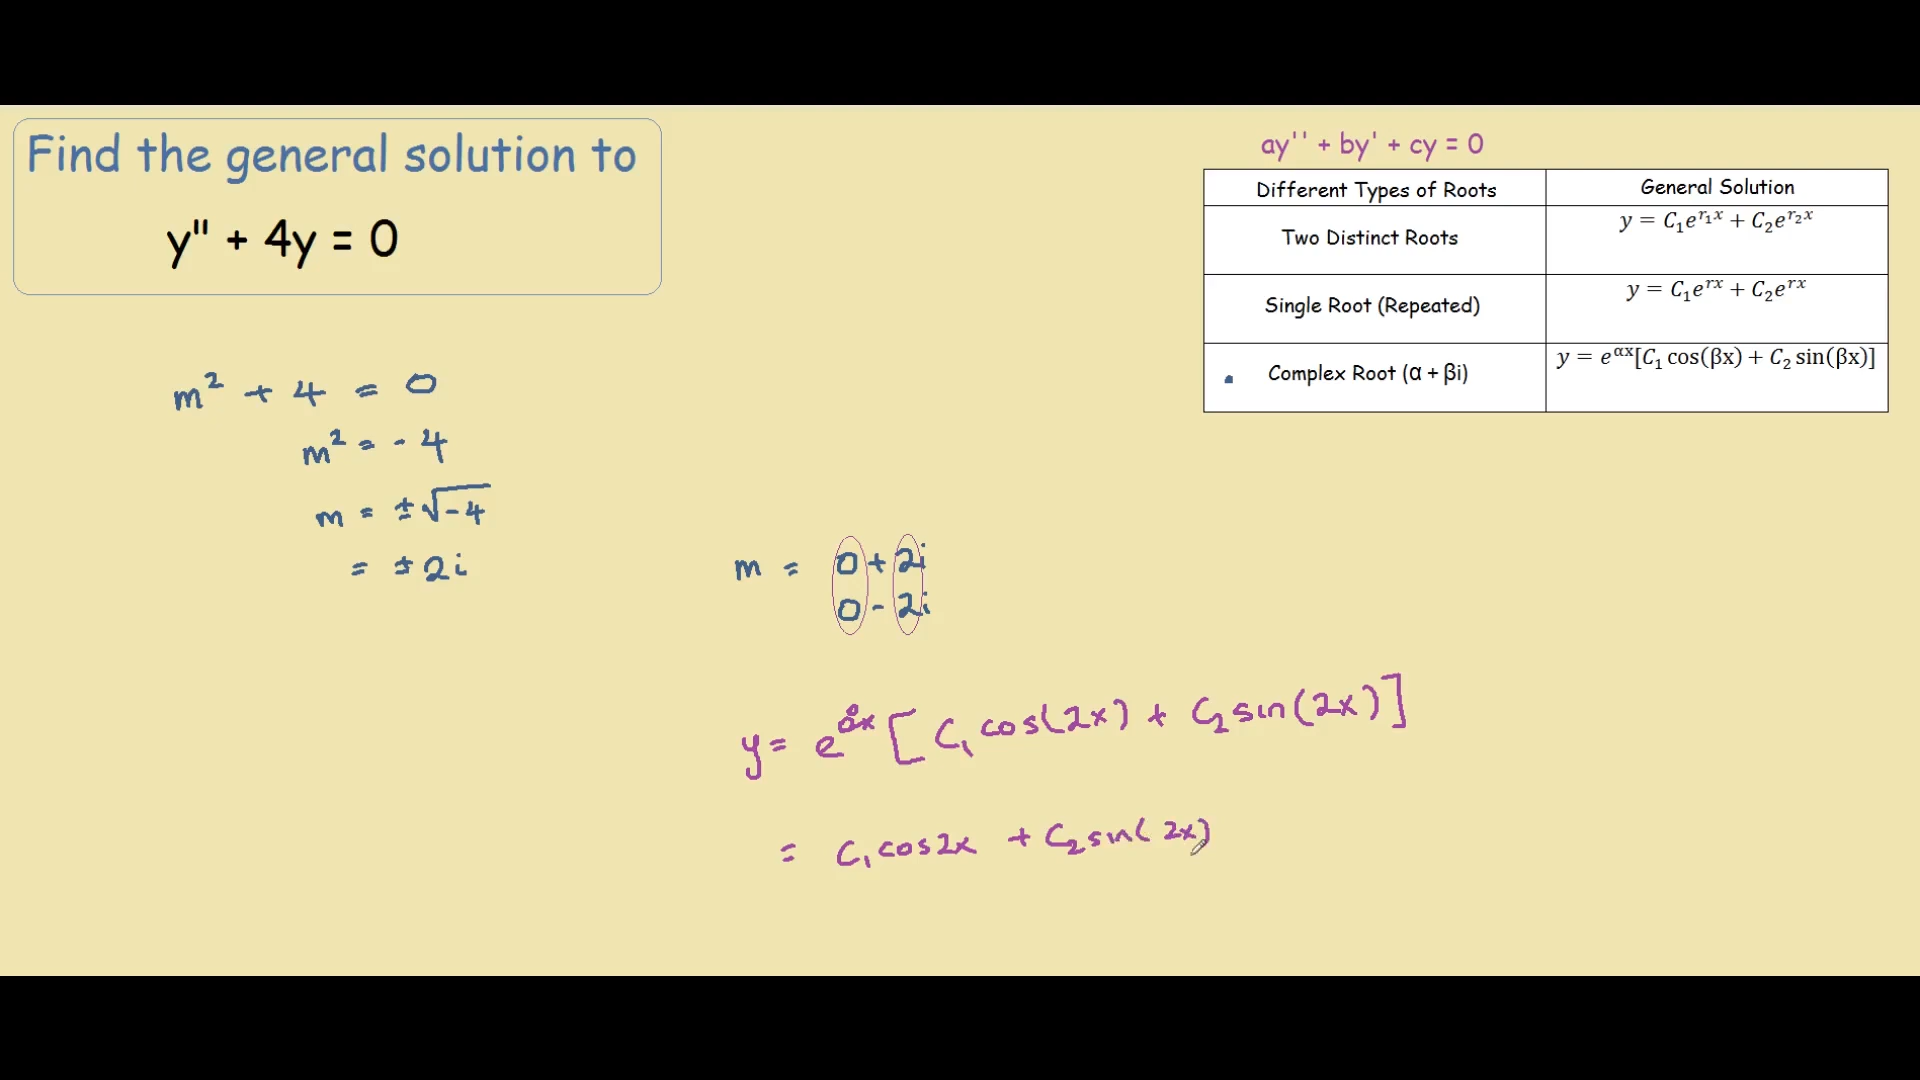 Find the general solution to
y'' + 4y = 0
ay'' + by' + cy = 0
Different Types of Roots	General Solution
Two Distinct Roots	y = C₁e^{r₁x} + C₂e^{r₂x}
Single Root (Repeated)	y = C₁e^{rx} + C₂e^{rx}
Complex Root (α + βi)	y = e^{αx}[C₁ cos(βx) + C₂ sin(βx)]
m² + 4 = 0
m² = -4
m = ±√-4
= ±2i
m = 0 + 2i
0 - 2i
y = e^{0x}[C₁ cos(2x) + C₂ sin(2x)]
= C₁ cos2x + C₂ sin(2x)